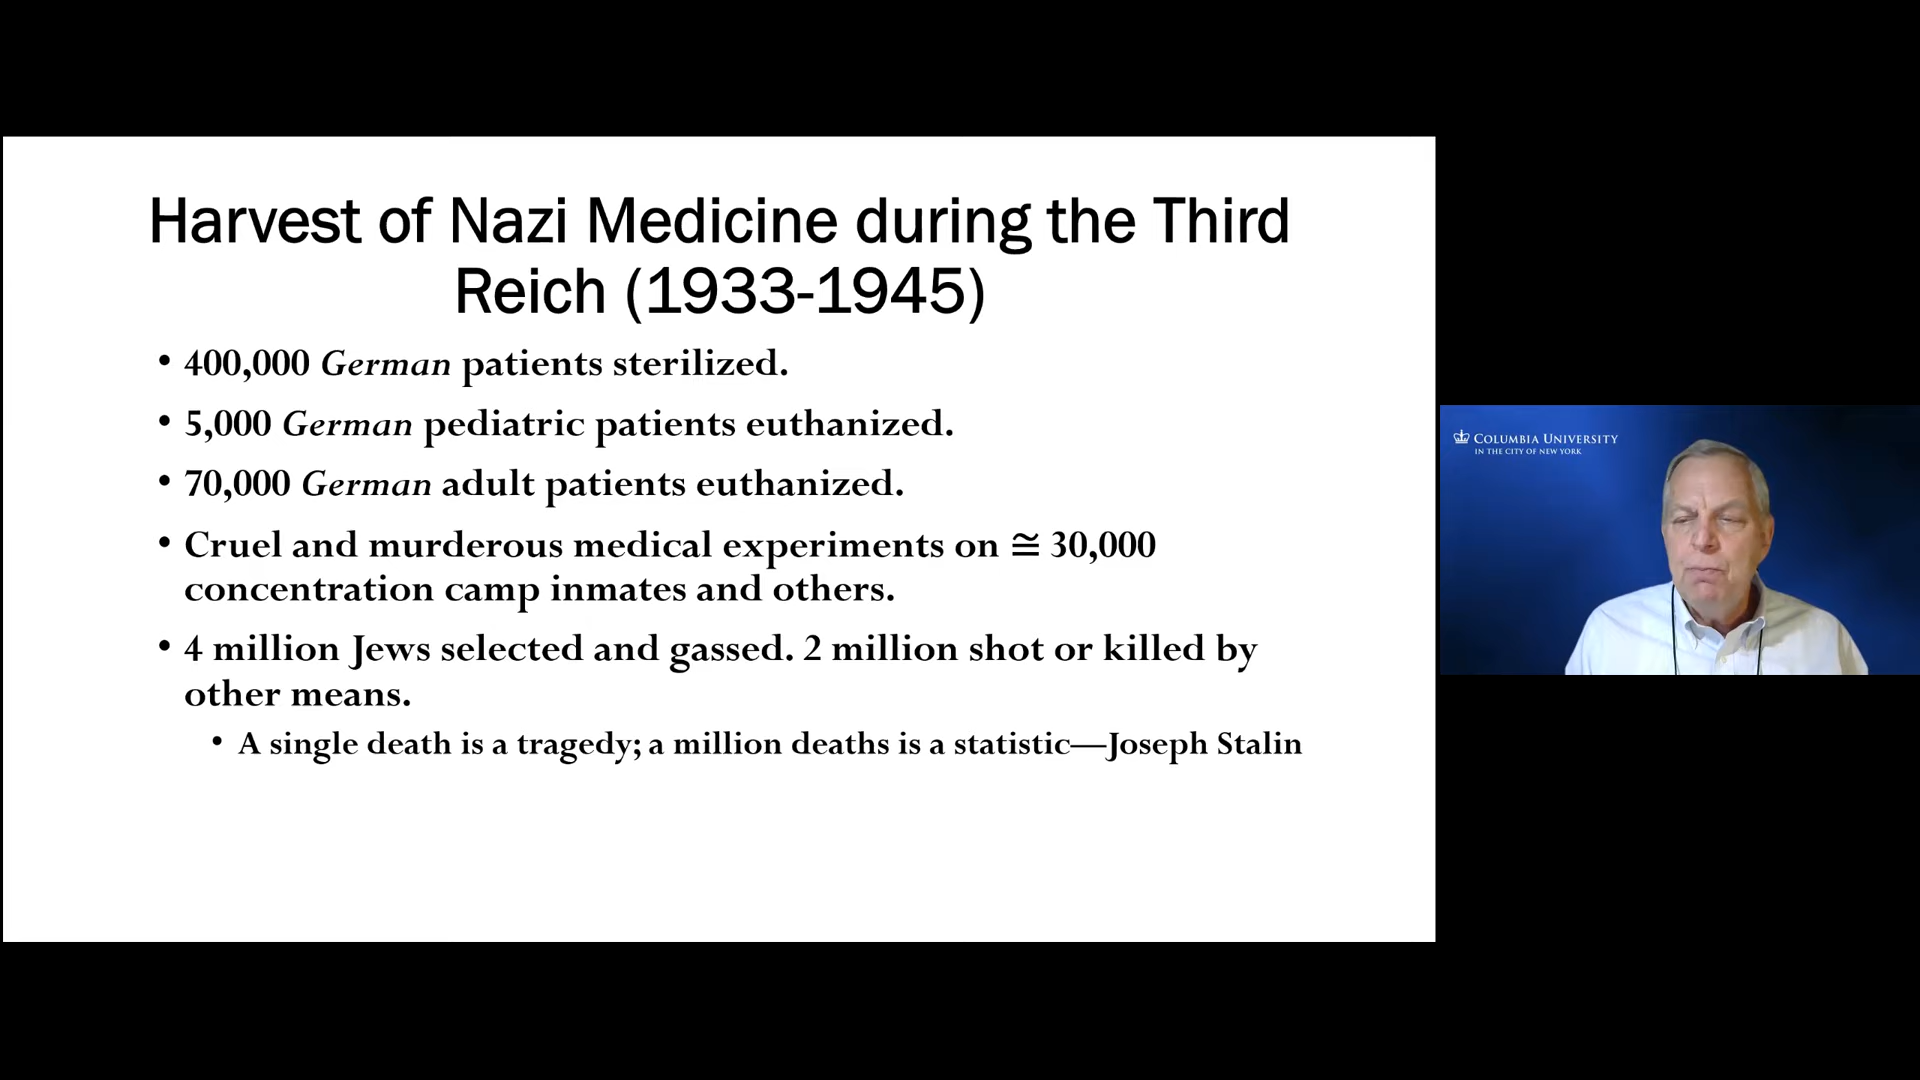 Harvest of Nazi Medicine during the Third
Reich (1933-1945)
• 400,000 German patients sterilized.
• 5,000 German pediatric patients euthanized.
• 70,000 German adult patients euthanized.
• Cruel and murderous medical experiments on ≅ 30,000
concentration camp inmates and others.
• 4 million Jews selected and gassed. 2 million shot or killed by
other means.
• A single death is a tragedy; a million deaths is a statistic—Joseph Stalin
COLUMBIA UNIVERSITY
IN THE CITY OF NEW YORK